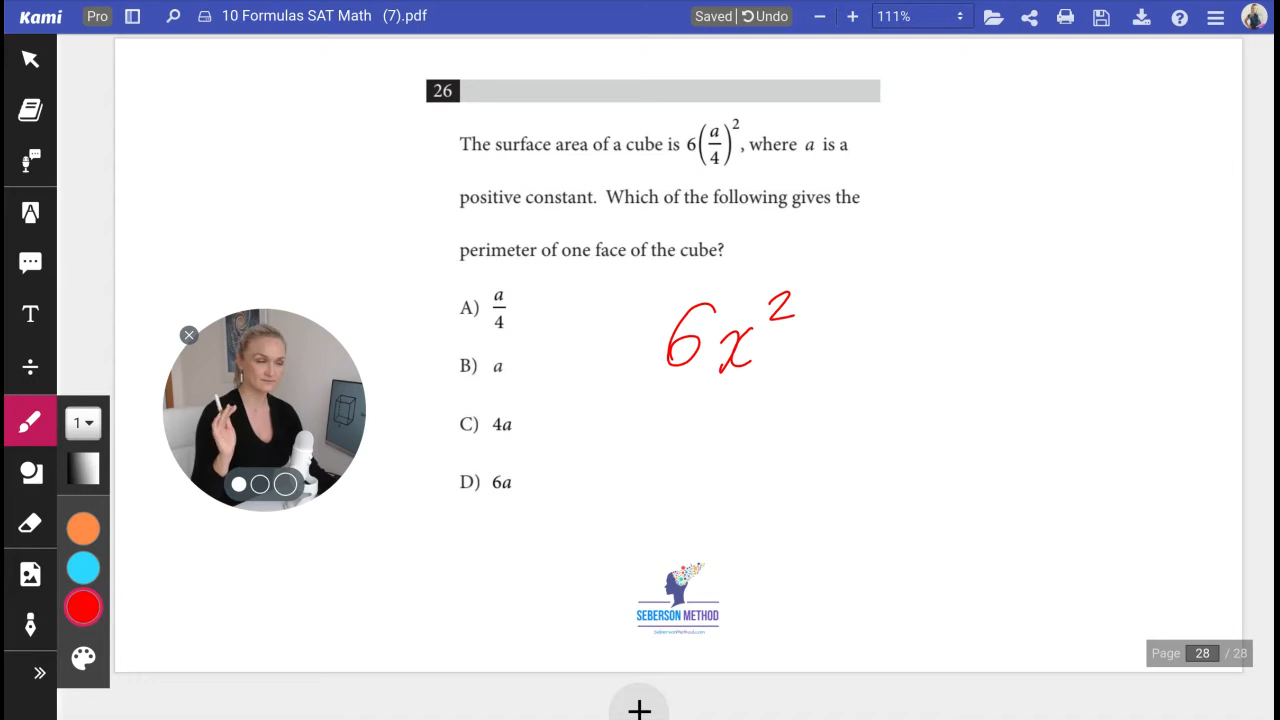 Kami
Pro
10 Formulas SAT Math (7).pdf
Saved
Undo
111%
26
The surface area of a cube is 6(a/4)², where a is a
positive constant. Which of the following gives the
perimeter of one face of the cube?
A) a/4
B) a
C) 4a
D) 6a
6x²
T
1
SEBERSON METHOD
SebersonMethod.com
Page 28 / 28